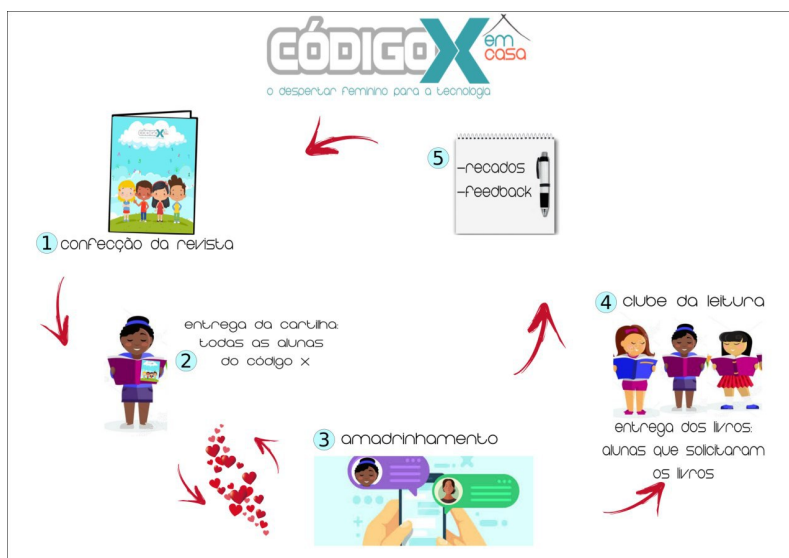 CÓDIGO X
em
casa
o despertar feminino para a tecnologia
CÓDIGO X
1 confecção da revista
2 entrega da cartilha:
todas as alunas
do código x
3 amadrinhamento
4 clube da leitura
entrega dos livros:
alunas que solicitaram
os livros
5
-recados
-feedback